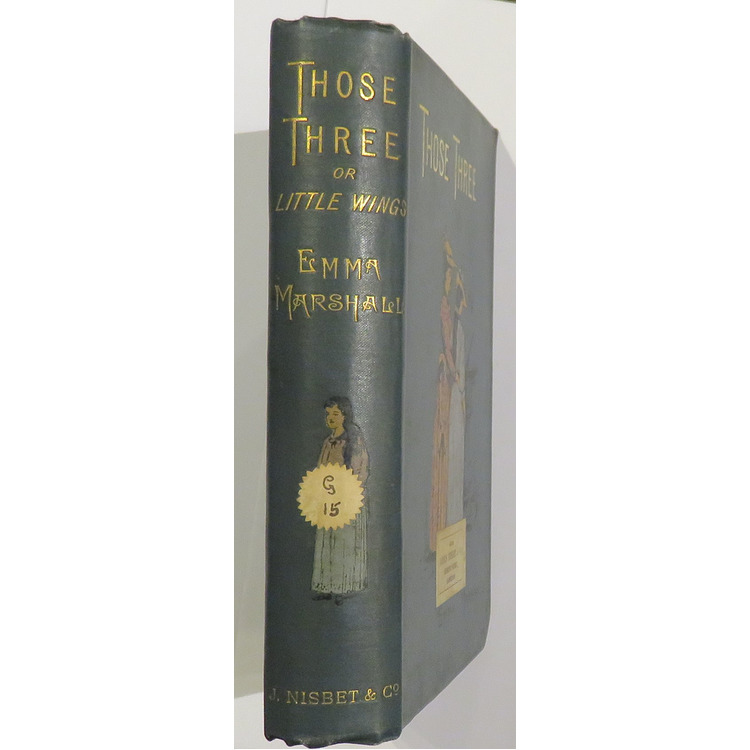 THOSE
THREE
OR
LITTLE WINGS
EMMA
MARSHALL
G
15
J. NISBET & Co
THOSE THREE